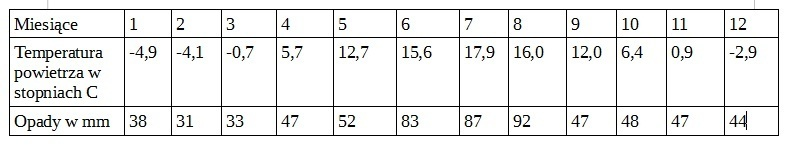 Miesiące 1 2 3 4 5 6 7 8 9 10 11 12
Temperatura -4,9 -4,1 -0,7 5,7 12,7 15,6 17,9 16,0 12,0 6,4 0,9 -2,9
powietrza w
stopniach C
Opady w mm 38 31 33 47 52 83 87 92 47 48 47 44